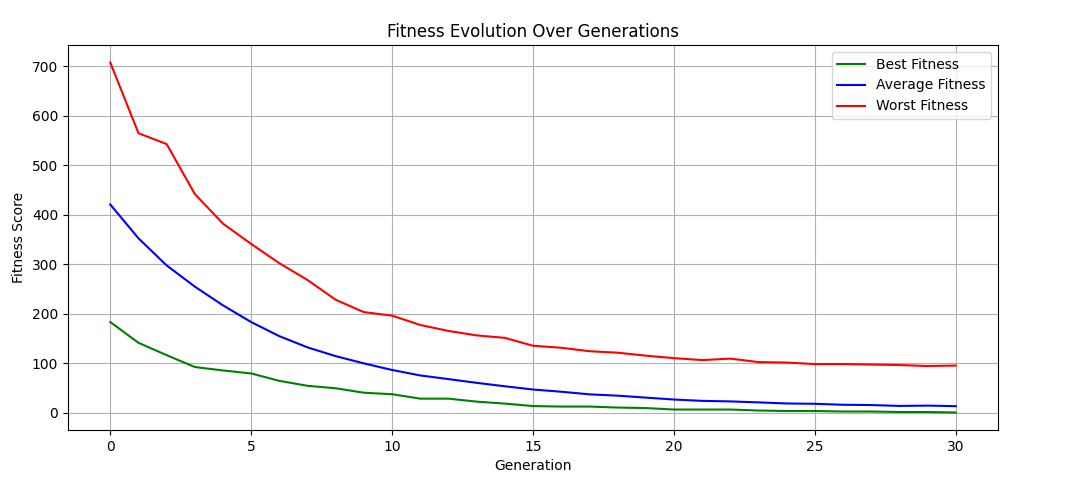 Fitness Evolution Over Generations
Best Fitness
Average Fitness
Worst Fitness
Fitness Score
700
600
500
400
300
200
100
0
0 5 10 15 20 25 30
Generation